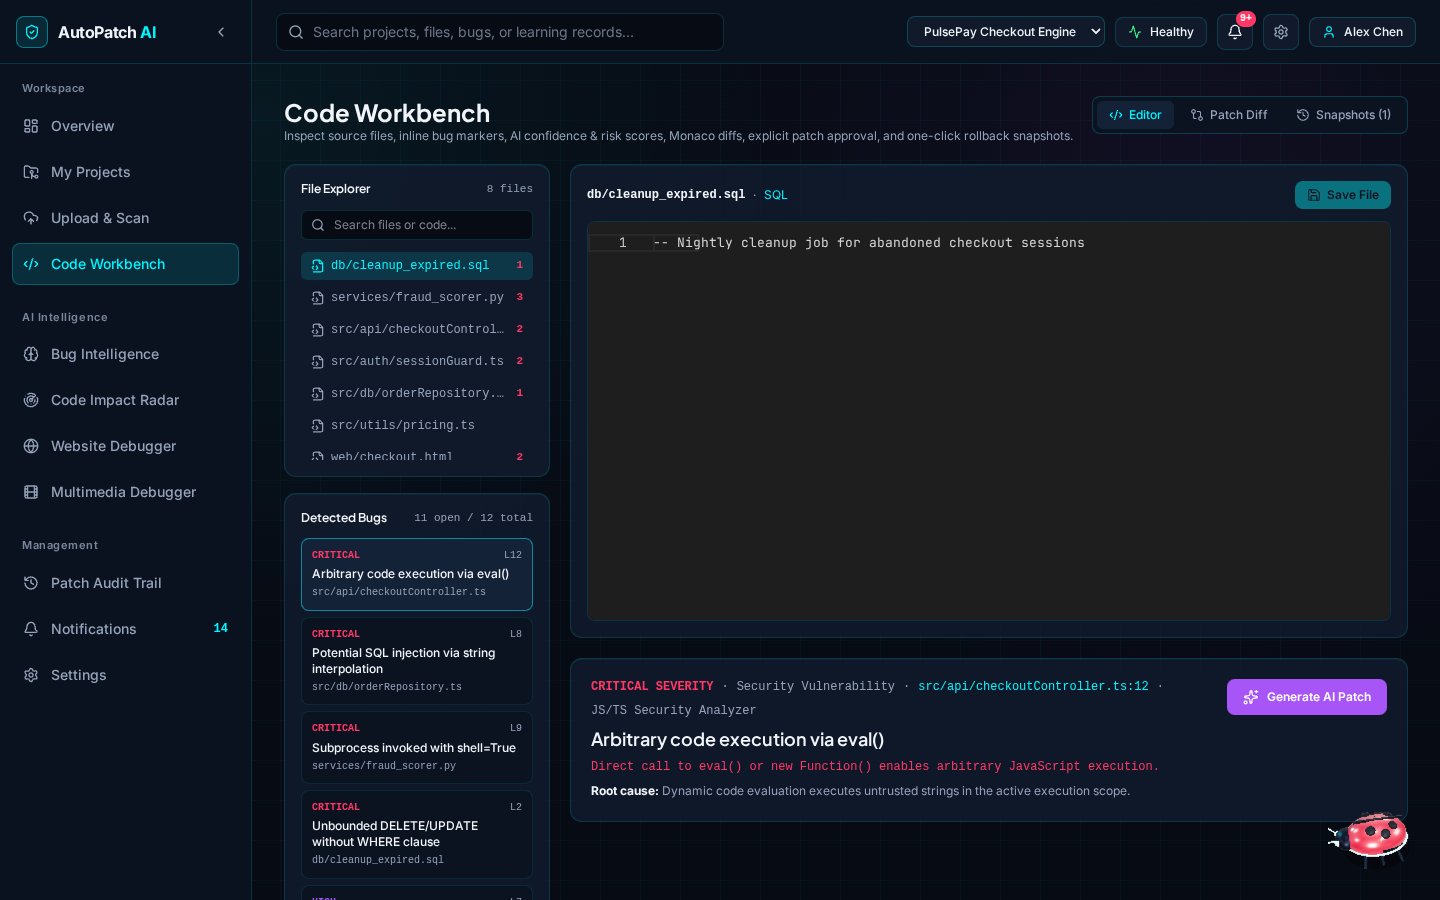 AutoPatch AI
Search projects, files, bugs, or learning records...
PulsePay Checkout Engine
Healthy
9+
Alex Chen
Workspace
Overview
My Projects
Upload & Scan
Code Workbench
AI Intelligence
Bug Intelligence
Code Impact Radar
Website Debugger
Multimedia Debugger
Management
Patch Audit Trail
Notifications 14
Settings
Code Workbench
Inspect source files, inline bug markers, AI confidence & risk scores, Monaco diffs, explicit patch approval, and one-click rollback snapshots.
Editor
Patch Diff
Snapshots (1)
File Explorer 8 files
Search files or code...
db/cleanup_expired.sql 1
services/fraud_scorer.py 3
src/api/checkoutControl… 2
src/auth/sessionGuard.ts 2
src/db/orderRepository.… 1
src/utils/pricing.ts
web/checkout.html 2
Detected Bugs 11 open / 12 total
CRITICAL L12
Arbitrary code execution via eval()
src/api/checkoutController.ts
CRITICAL L8
Potential SQL injection via string
interpolation
src/db/orderRepository.ts
CRITICAL L9
Subprocess invoked with shell=True
services/fraud_scorer.py
CRITICAL L2
Unbounded DELETE/UPDATE
without WHERE clause
db/cleanup_expired.sql
db/cleanup_expired.sql · SQL
Save File
1 -- Nightly cleanup job for abandoned checkout sessions
CRITICAL SEVERITY · Security Vulnerability · src/api/checkoutController.ts:12 ·
JS/TS Security Analyzer
Generate AI Patch
Arbitrary code execution via eval()
Direct call to eval() or new Function() enables arbitrary JavaScript execution.
Root cause: Dynamic code evaluation executes untrusted strings in the active execution scope.